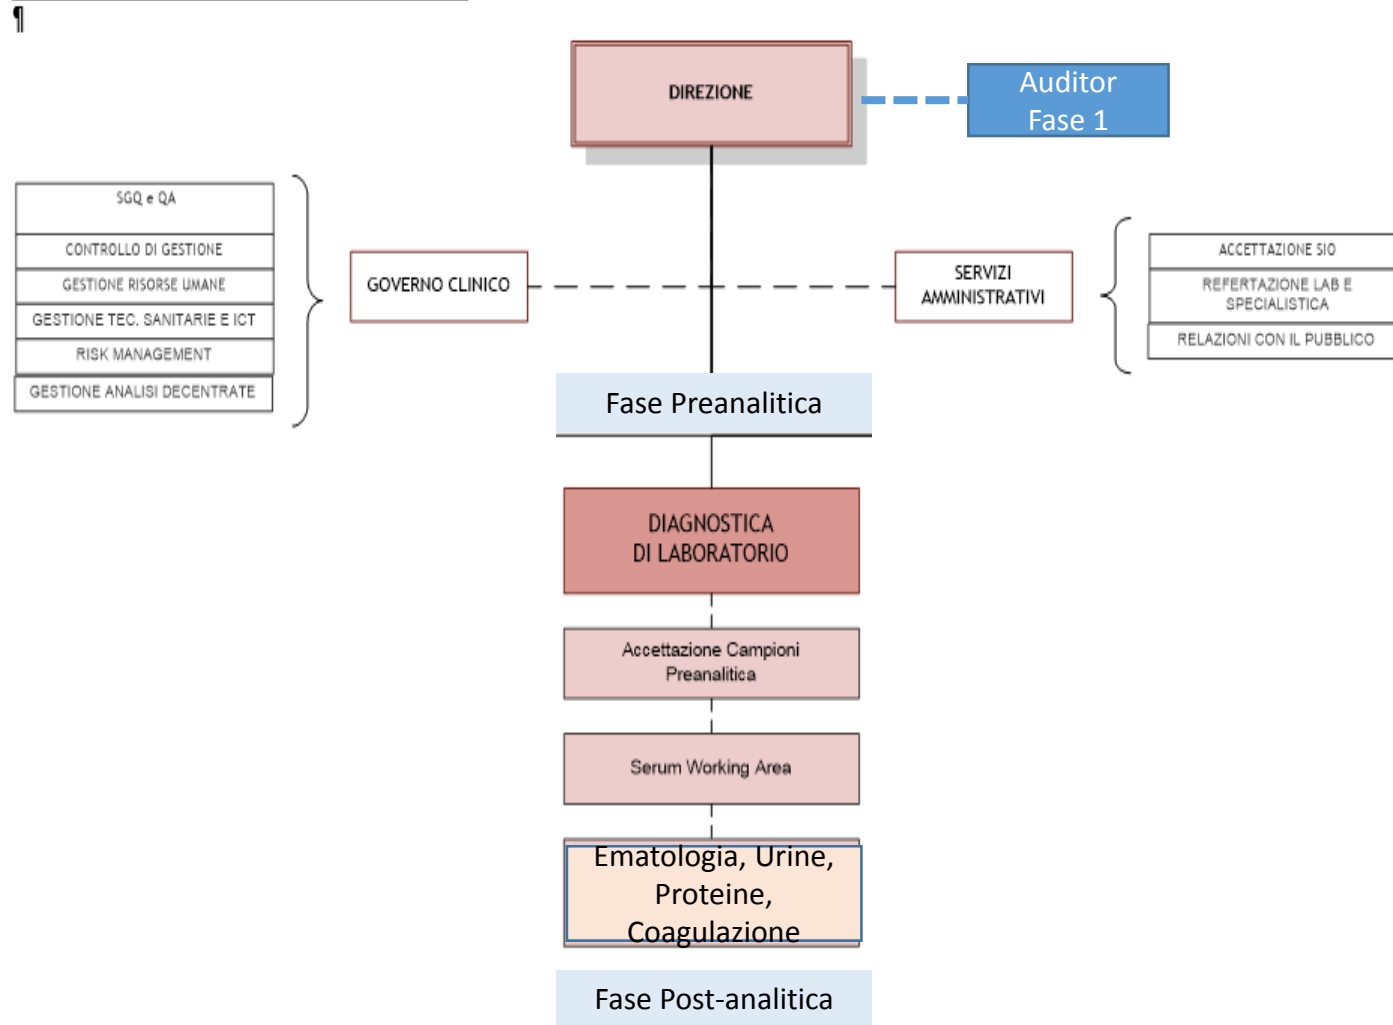 ¶
DIREZIONE
Auditor
Fase 1
SGQ e QA
CONTROLLO DI GESTIONE
GESTIONE RISORSE UMANE
GESTIONE TEC. SANITARIE E ICT
RISK MANAGEMENT
GESTIONE ANALISI DECENTRATE
GOVERNO CLINICO
SERVIZI
AMMINISTRATIVI
ACCETTAZIONE SIO
REFERTAZIONE LAB E
SPECIALISTICA
RELAZIONI CON IL PUBBLICO
Fase Preanalitica
DIAGNOSTICA
DI LABORATORIO
Accettazione Campioni
Preanalitica
Serum Working Area
Ematologia, Urine,
Proteine,
Coagulazione
Fase Post-analitica